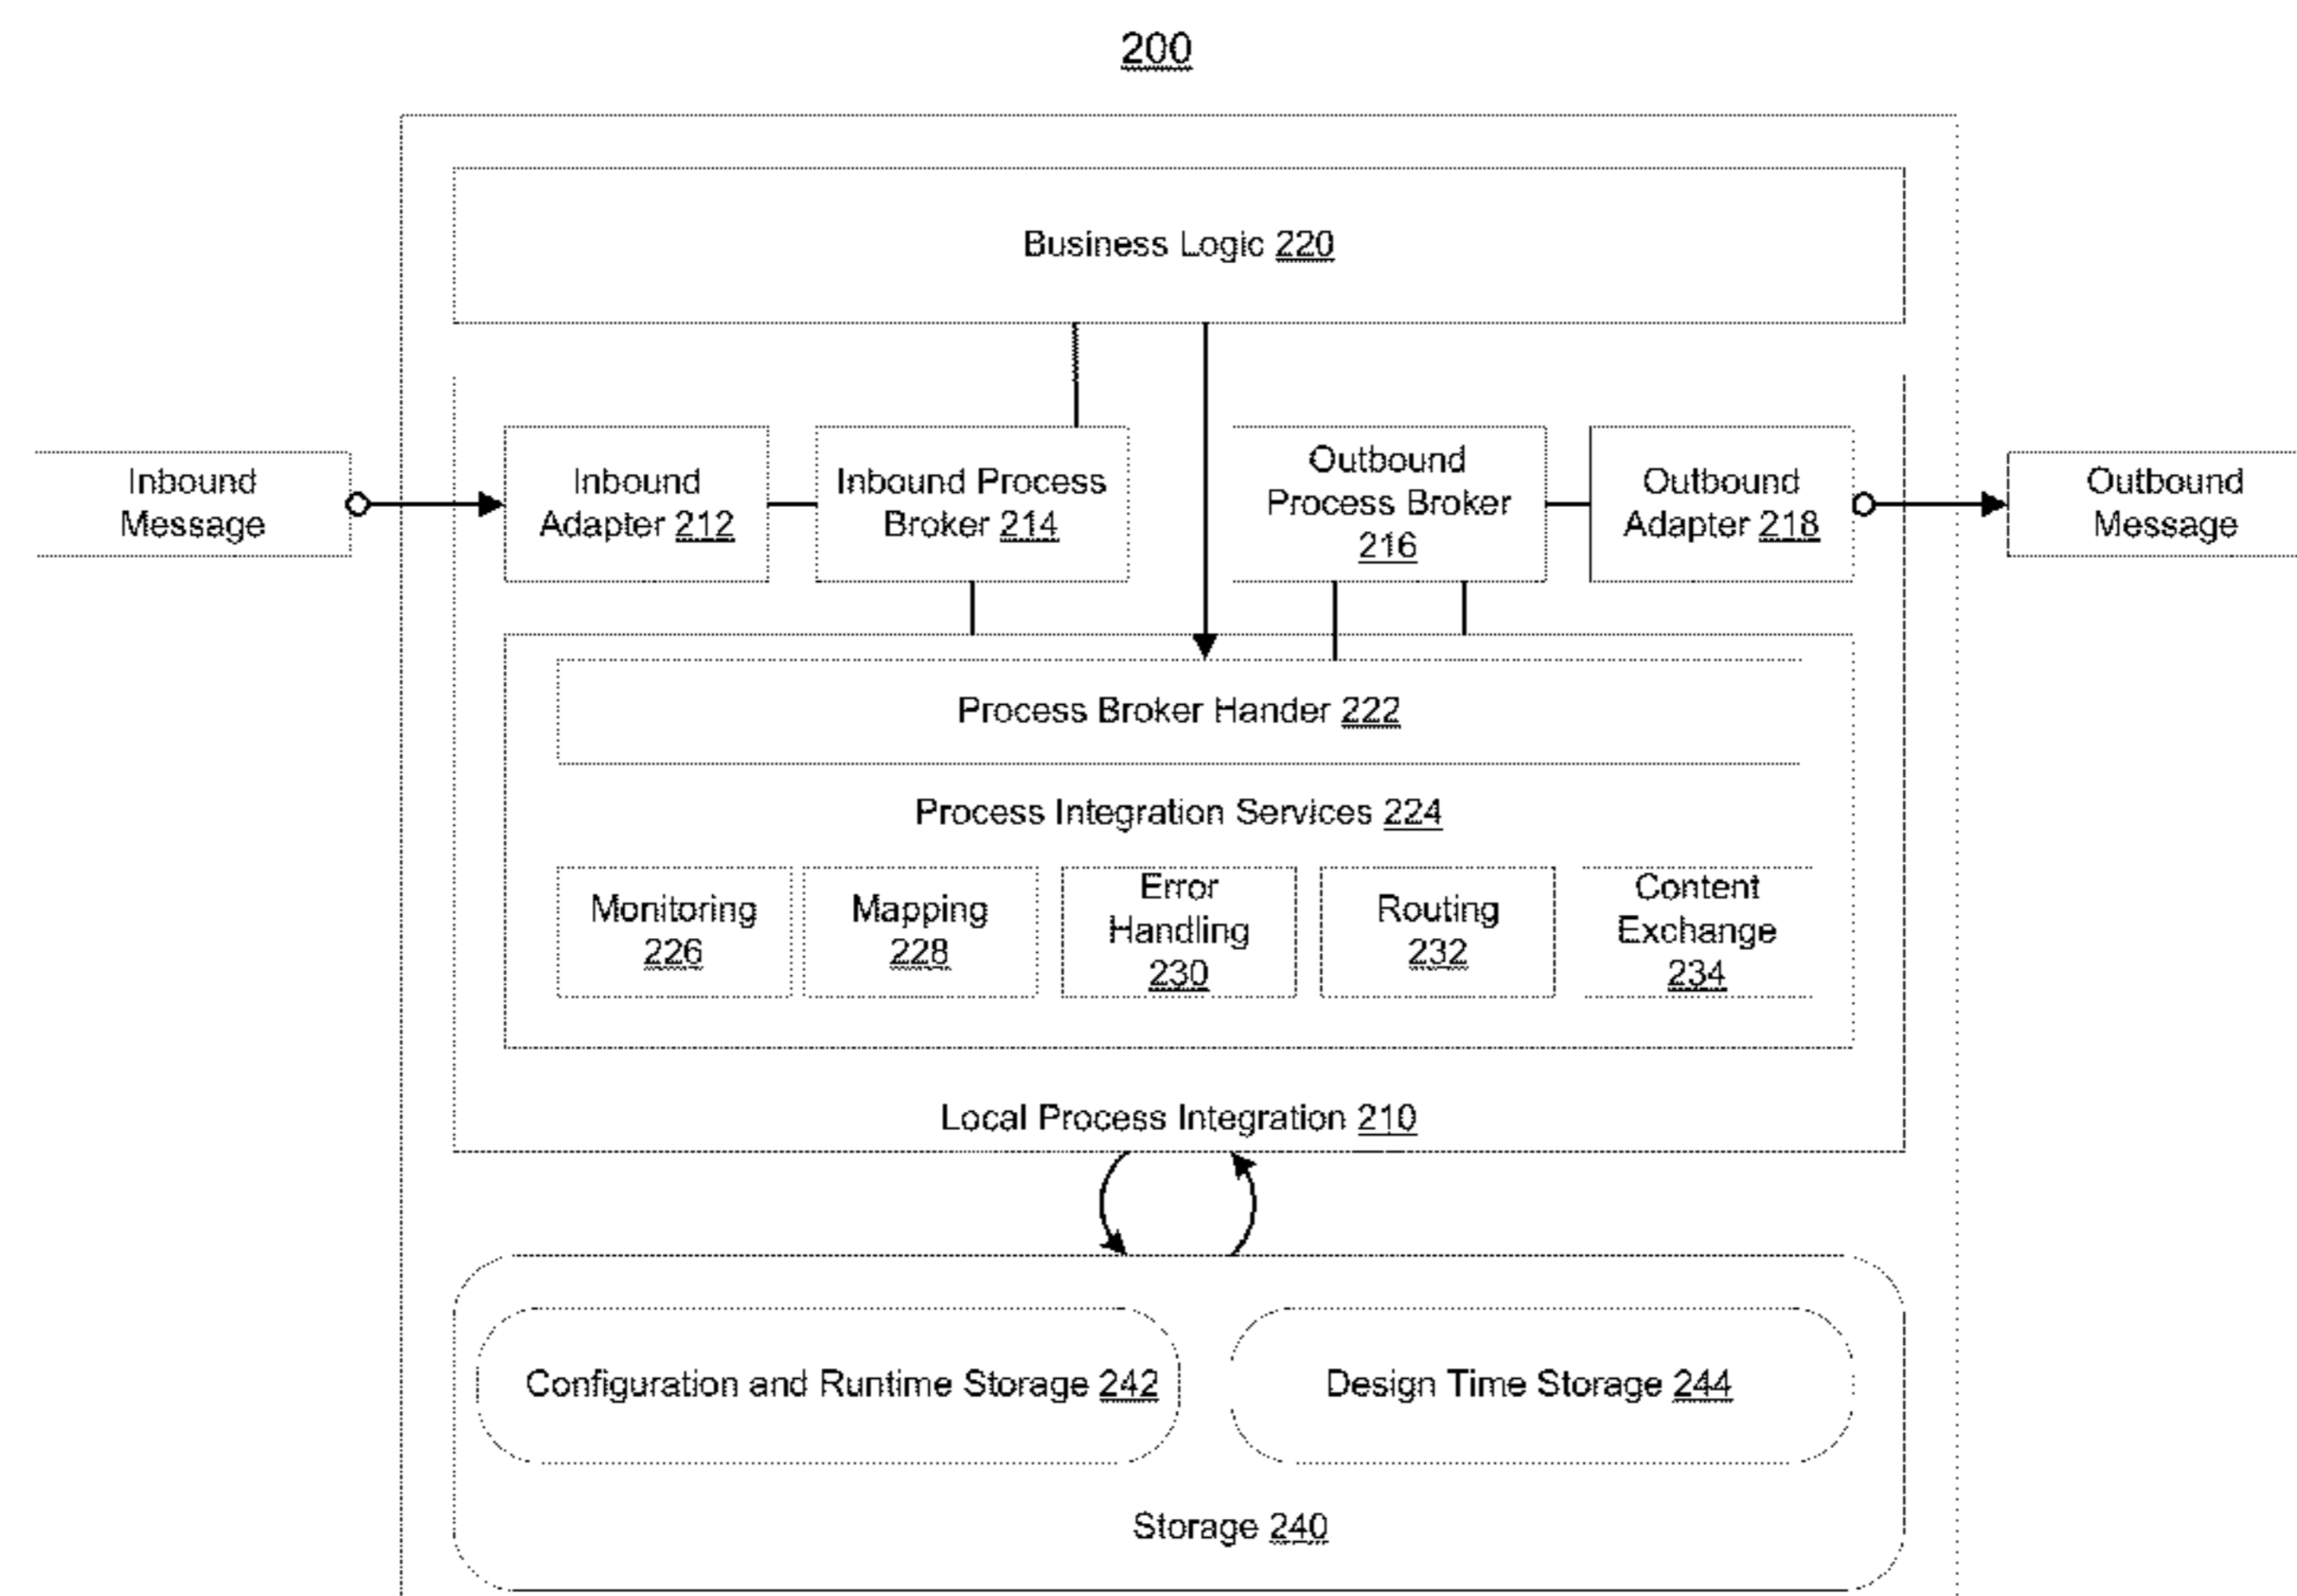 200
Business Logic 220
Inbound
Message
Inbound
Adapter 212
Inbound Process
Broker 214
Outbound
Process Broker
216
Outbound
Adapter 218
Outbound
Message
Process Broker Hander 222
Process Integration Services 224
Monitoring
226
Mapping
228
Error
Handling
230
Routing
232
Content
Exchange
234
Local Process Integration 210
Configuration and Runtime Storage 242
Design Time Storage 244
Storage 240